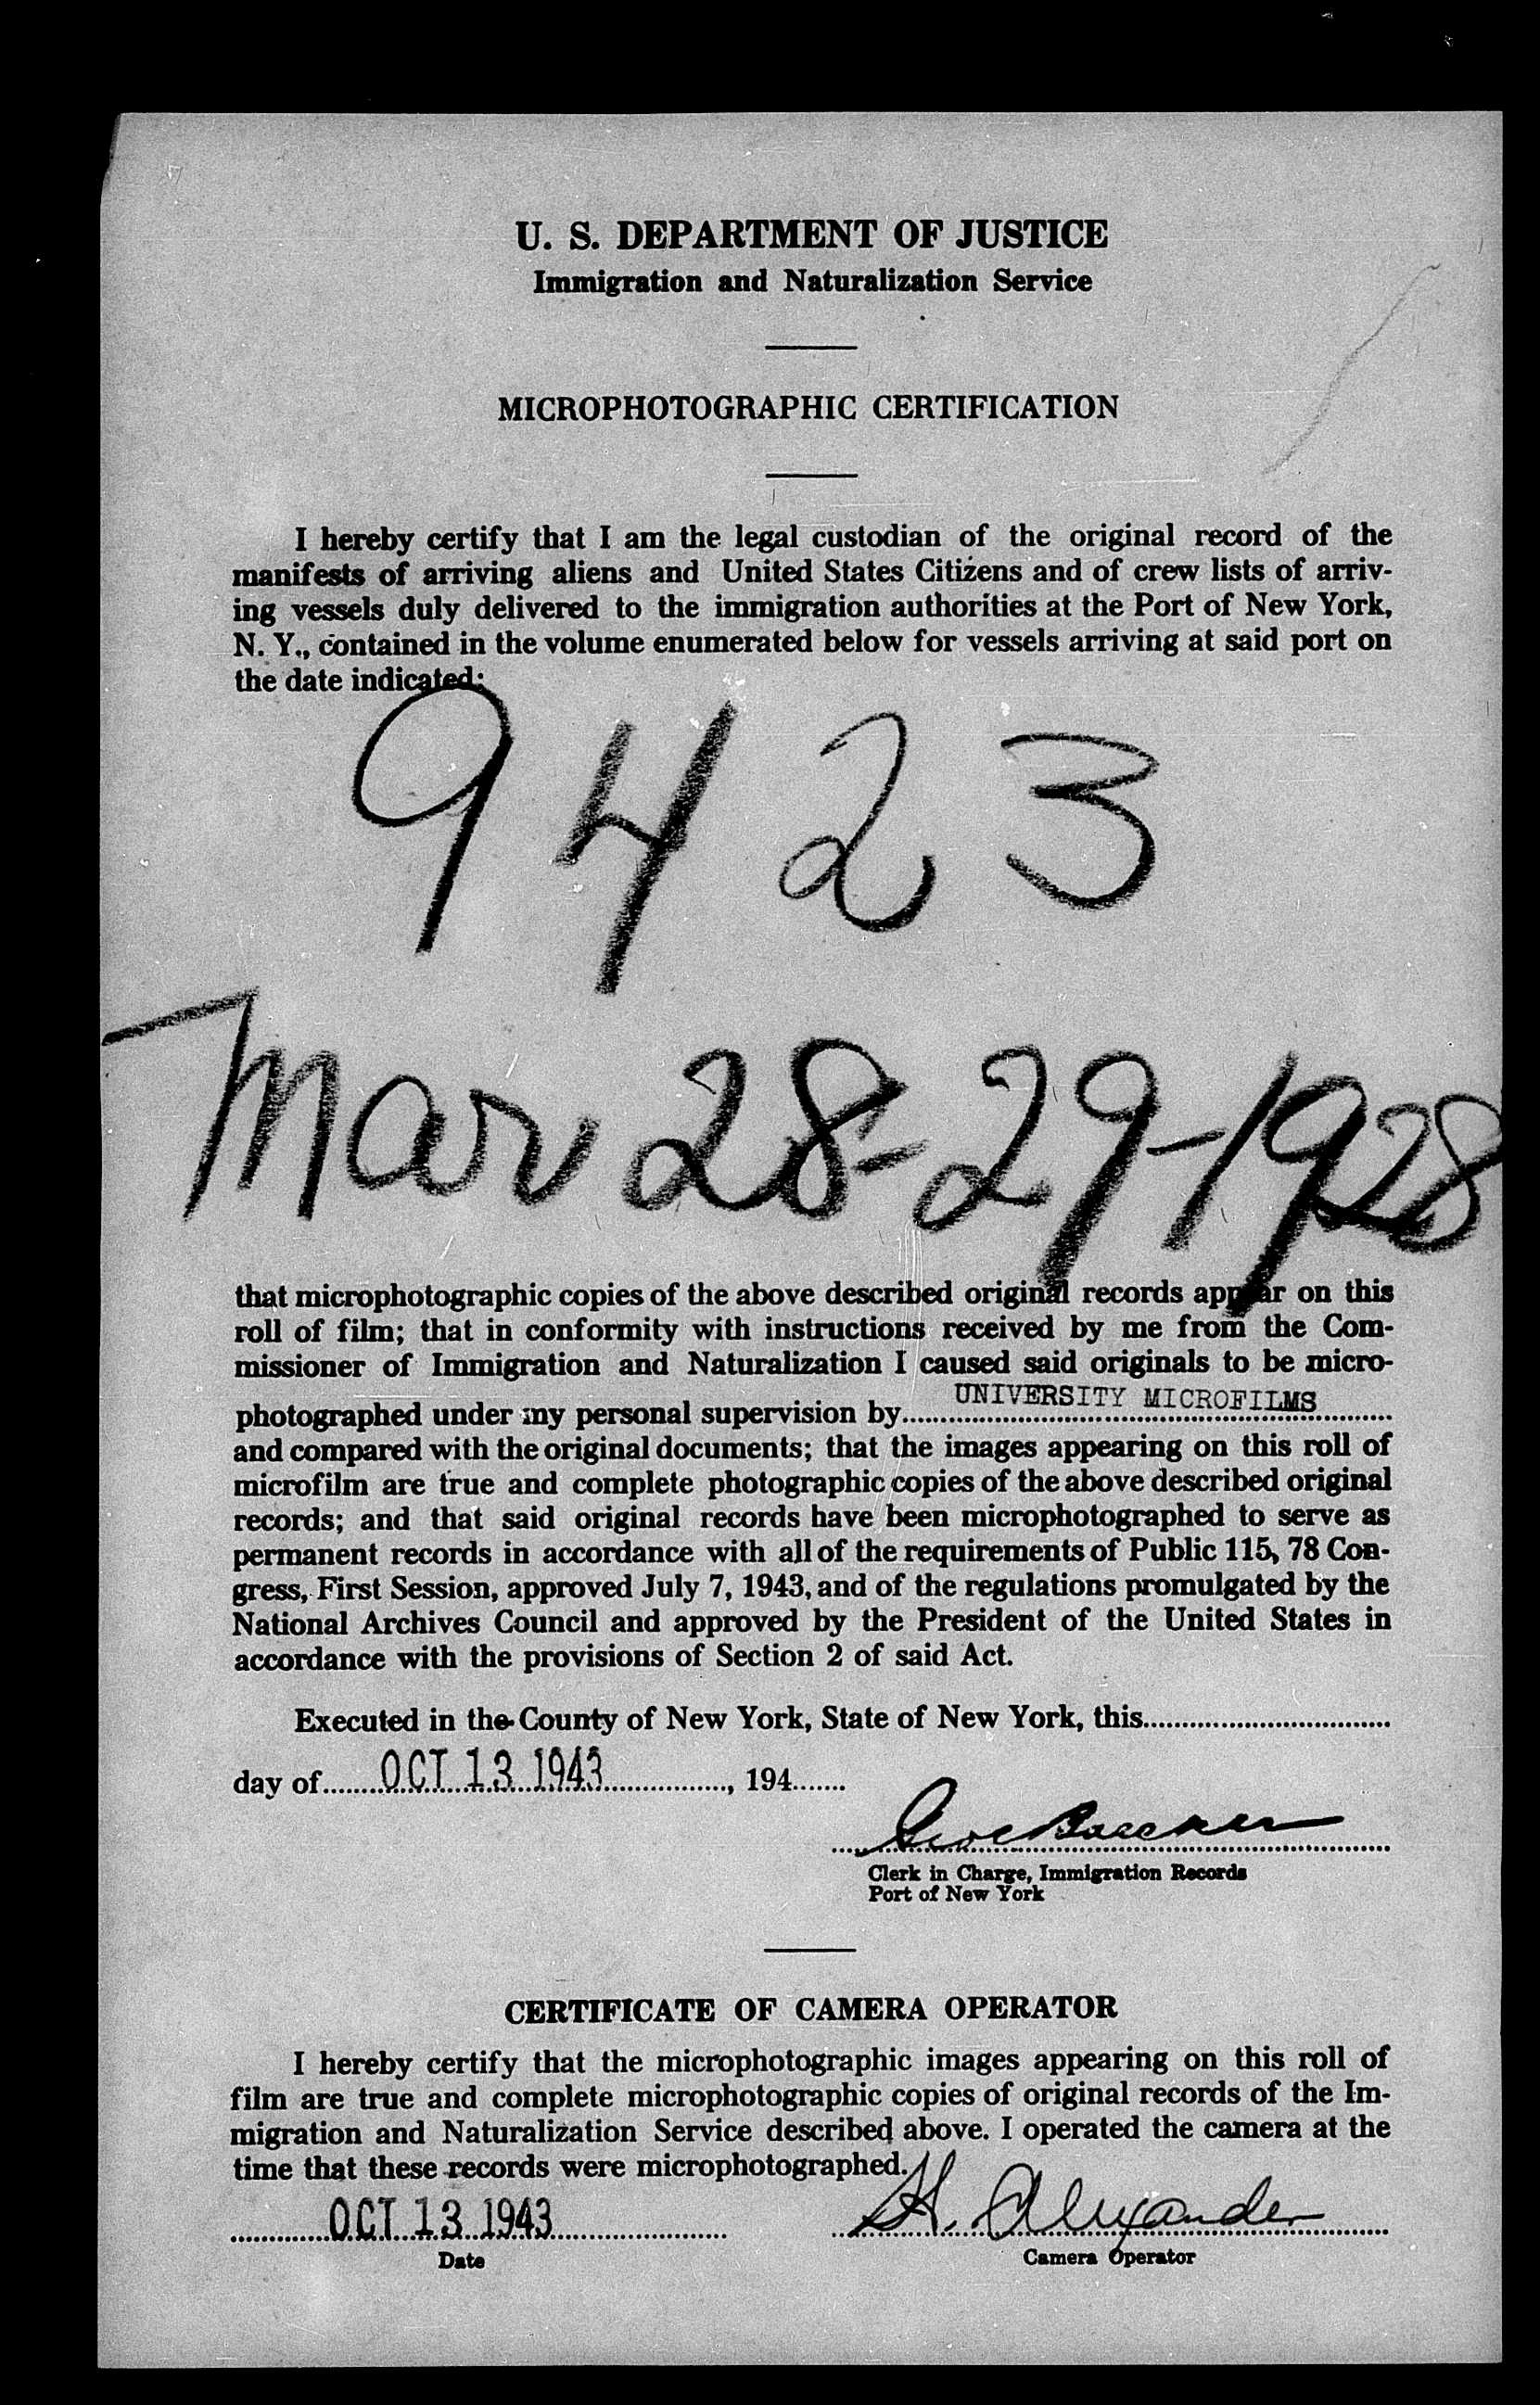 U. S. DEPARTMENT OF JUSTICE
Immigration and Naturalization Service
MICROPHOTOGRAPHIC CERTIFICATION
I hereby certify that I am the legal custodian of the original record of the
manifests of arriving aliens and United States Citizens and of crew lists of arriv-
ing vessels duly delivered to the immigration authorities at the Port of New York,
N. Y., contained in the volume enumerated below for vessels arriving at said port on
the date indicated:
9423
Mar 28-29-1928
that microphotographic copies of the above described original records appear on this
roll of film; that in conformity with instructions received by me from the Com-
missioner of Immigration and Naturalization I caused said originals to be micro-
photographed under my personal supervision by UNIVERSITY MICROFILMS
and compared with the original documents; that the images appearing on this roll of
microfilm are true and complete photographic copies of the above described original
records; and that said original records have been microphotographed to serve as
permanent records in accordance with all of the requirements of Public 115, 78 Con-
gress, First Session, approved July 7, 1943, and of the regulations promulgated by the
National Archives Council and approved by the President of the United States in
accordance with the provisions of Section 2 of said Act.
Executed in the County of New York, State of New York, this
day of OCT 13 1943, 194
Clerk in Charge, Immigration Records
Port of New York
CERTIFICATE OF CAMERA OPERATOR
I hereby certify that the microphotographic images appearing on this roll of
film are true and complete microphotographic copies of original records of the Im-
migration and Naturalization Service described above. I operated the camera at the
time that these records were microphotographed.
OCT 13 1943 H. Alexander
Date Camera Operator